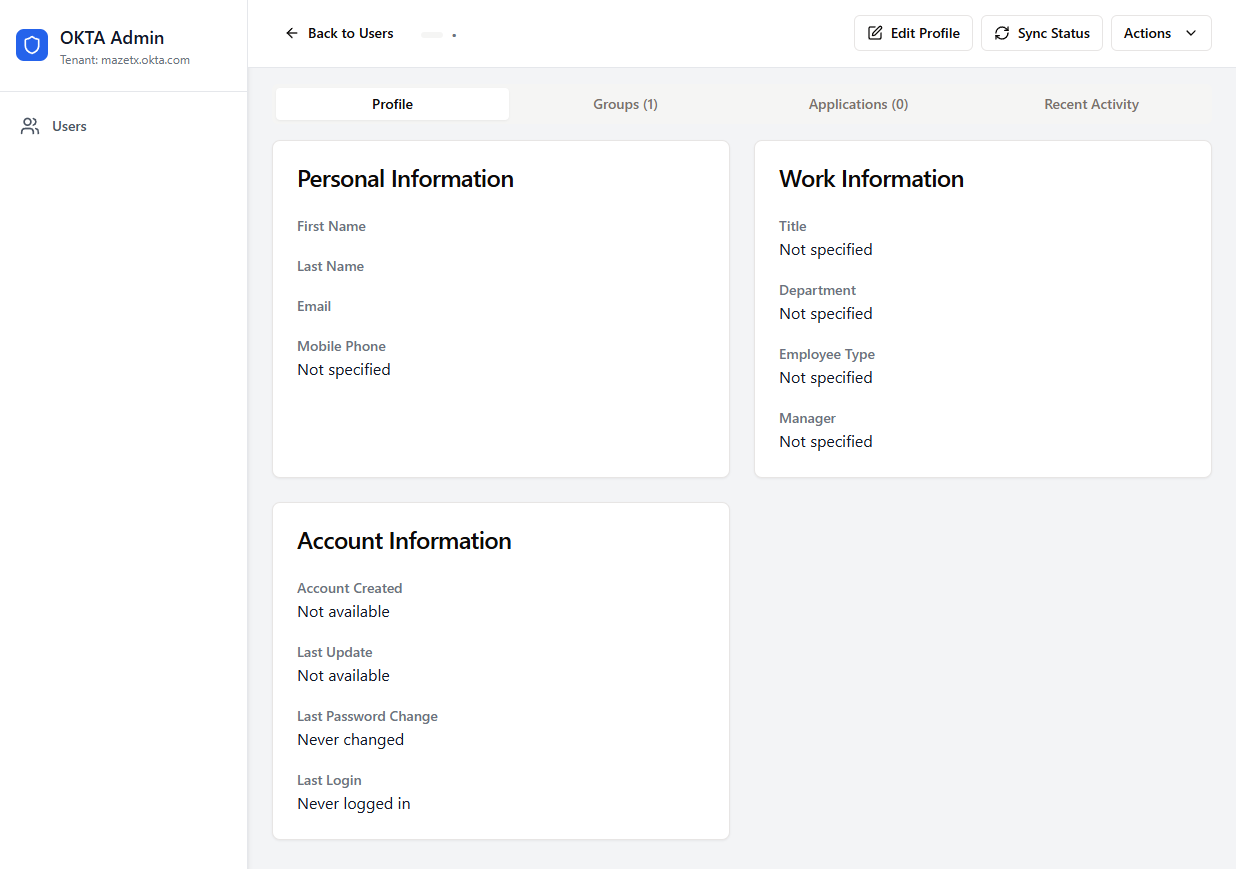 OKTA Admin
Tenant: mazetx.okta.com
Users
Back to Users
Edit Profile
Sync Status
Actions
Profile
Groups (1)
Applications (0)
Recent Activity
Personal Information
First Name
Last Name
Email
Mobile Phone
Not specified
Work Information
Title
Not specified
Department
Not specified
Employee Type
Not specified
Manager
Not specified
Account Information
Account Created
Not available
Last Update
Not available
Last Password Change
Never changed
Last Login
Never logged in